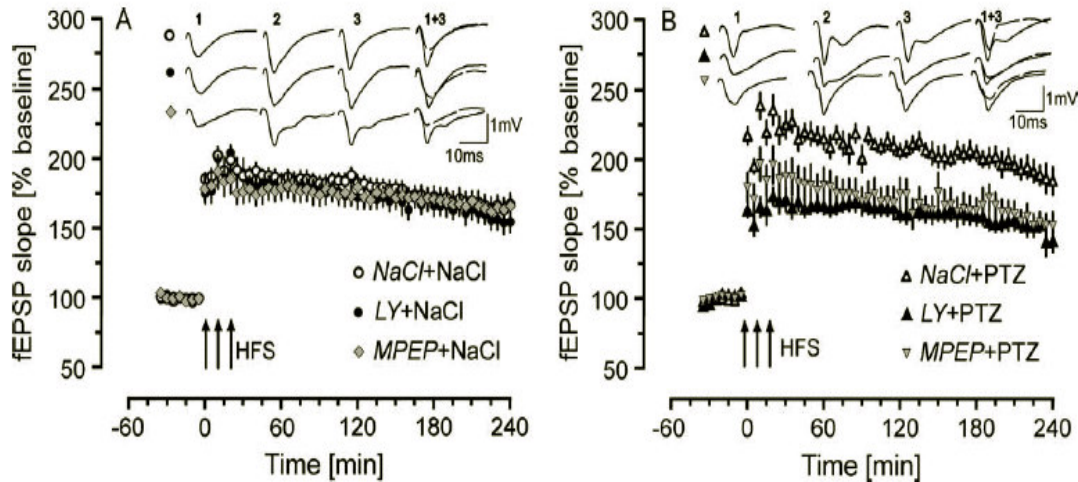 A
1 2 3 1+3
1mV
10ms
fEPSP slope [% baseline]
300
250
200
150
100
50
NaCl+NaCl
LY+NaCl
MPEP+NaCl
HFS
-60 0 60 120 180 240
Time [min]
B
1 2 3 1+3
1mV
10ms
fEPSP slope [% baseline]
300
250
200
150
100
50
NaCl+PTZ
LY+PTZ
MPEP+PTZ
HFS
-60 0 60 120 180 240
Time [min]